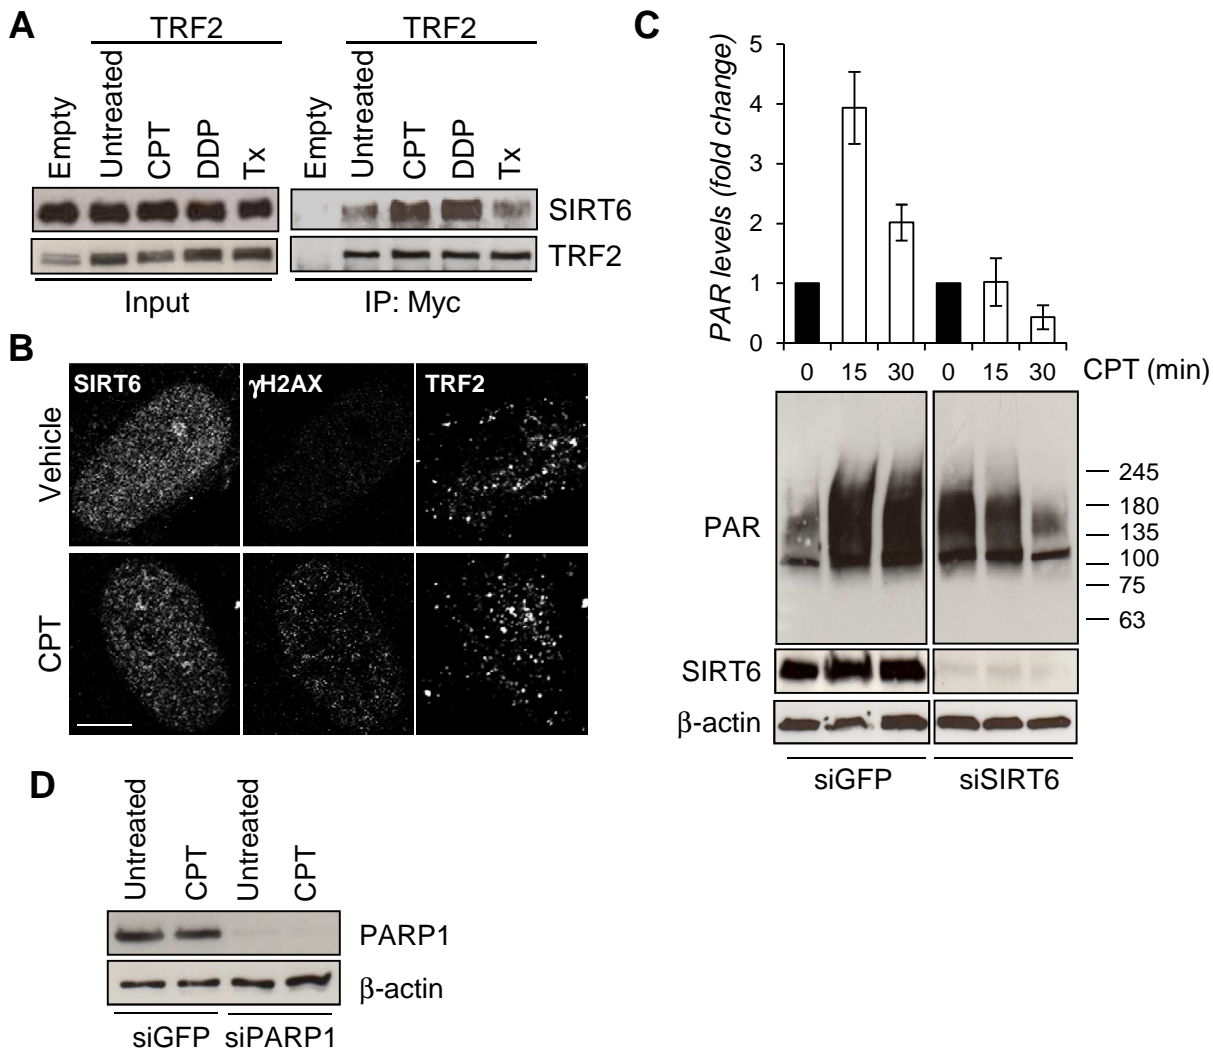 A
TRF2
TRF2
Empty
Untreated
CPT
DDP
Tx
Empty
Untreated
CPT
DDP
Tx
SIRT6
TRF2
Input
IP: Myc
B
SIRT6
γH2AX
TRF2
Vehicle
CPT
C
PAR levels (fold change)
5
4
3
2
1
0
0 15 30 0 15 30 CPT (min)
PAR
245
180
135
100
75
63
SIRT6
β-actin
siGFP siSIRT6
D
Untreated
CPT
Untreated
CPT
PARP1
β-actin
siGFP siPARP1